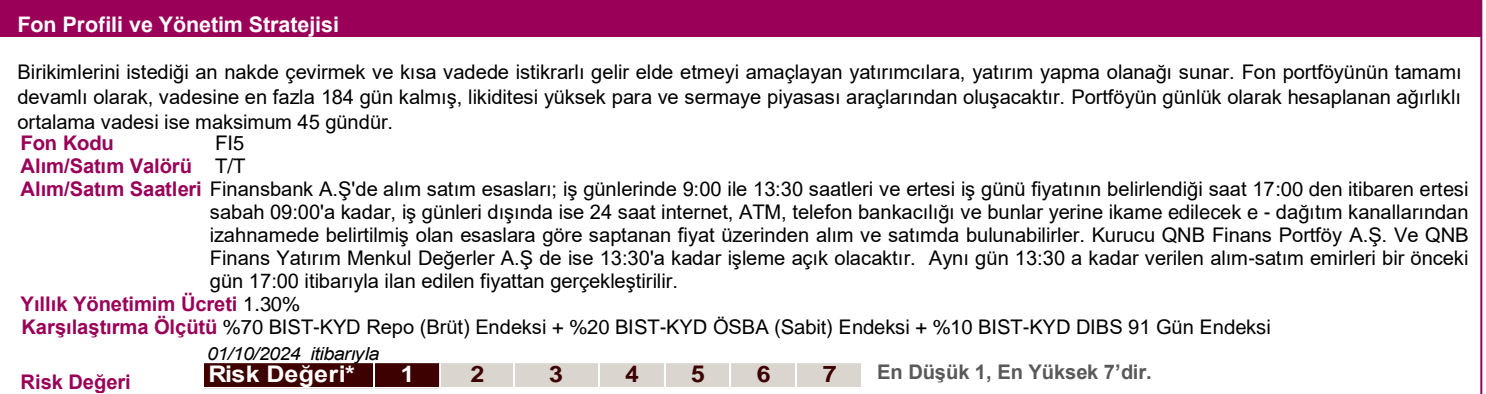 Fon Profili ve Yönetim Stratejisi
Birikimlerini istediği an nakde çevirmek ve kısa vadede istikrarlı gelir elde etmeyi amaçlayan yatırımcılara, yatırım yapma olanağı sunar. Fon portföyünün tamamı
devamlı olarak, vadesine en fazla 184 gün kalmış, likiditesi yüksek para ve sermaye piyasası araçlarından oluşacaktır. Portföyün günlük olarak hesaplanan ağırlıklı
ortalama vadesi ise maksimum 45 gündür.
Fon Kodu FI5
Alım/Satım Valörü T/T
Alım/Satım Saatleri Finansbank A.Ş'de alım satım esasları; iş günlerinde 9:00 ile 13:30 saatleri ve ertesi iş günü fiyatının belirlendiği saat 17:00 den itibaren ertesi
sabah 09:00'a kadar, iş günleri dışında ise 24 saat internet, ATM, telefon bankacılığı ve bunlar yerine ikame edilecek e - dağıtım kanallarından
izahnamede belirtilmiş olan esaslara göre saptanan fiyat üzerinden alım ve satımda bulunabilirler. Kurucu QNB Finans Portföy A.Ş. Ve QNB
Finans Yatırım Menkul Değerler A.Ş de ise 13:30'a kadar işleme açık olacaktır. Aynı gün 13:30 a kadar verilen alım-satım emirleri bir önceki
gün 17:00 itibarıyla ilan edilen fiyattan gerçekleştirilir.
Yıllık Yönetimim Ücreti 1.30%
Karşılaştırma Ölçütü %70 BIST-KYD Repo (Brüt) Endeksi + %20 BIST-KYD ÖSBA (Sabit) Endeksi + %10 BIST-KYD DIBS 91 Gün Endeksi
01/10/2024 itibarıyla
Risk Değeri Risk Değeri* 1 2 3 4 5 6 7 En Düşük 1, En Yüksek 7’dir.